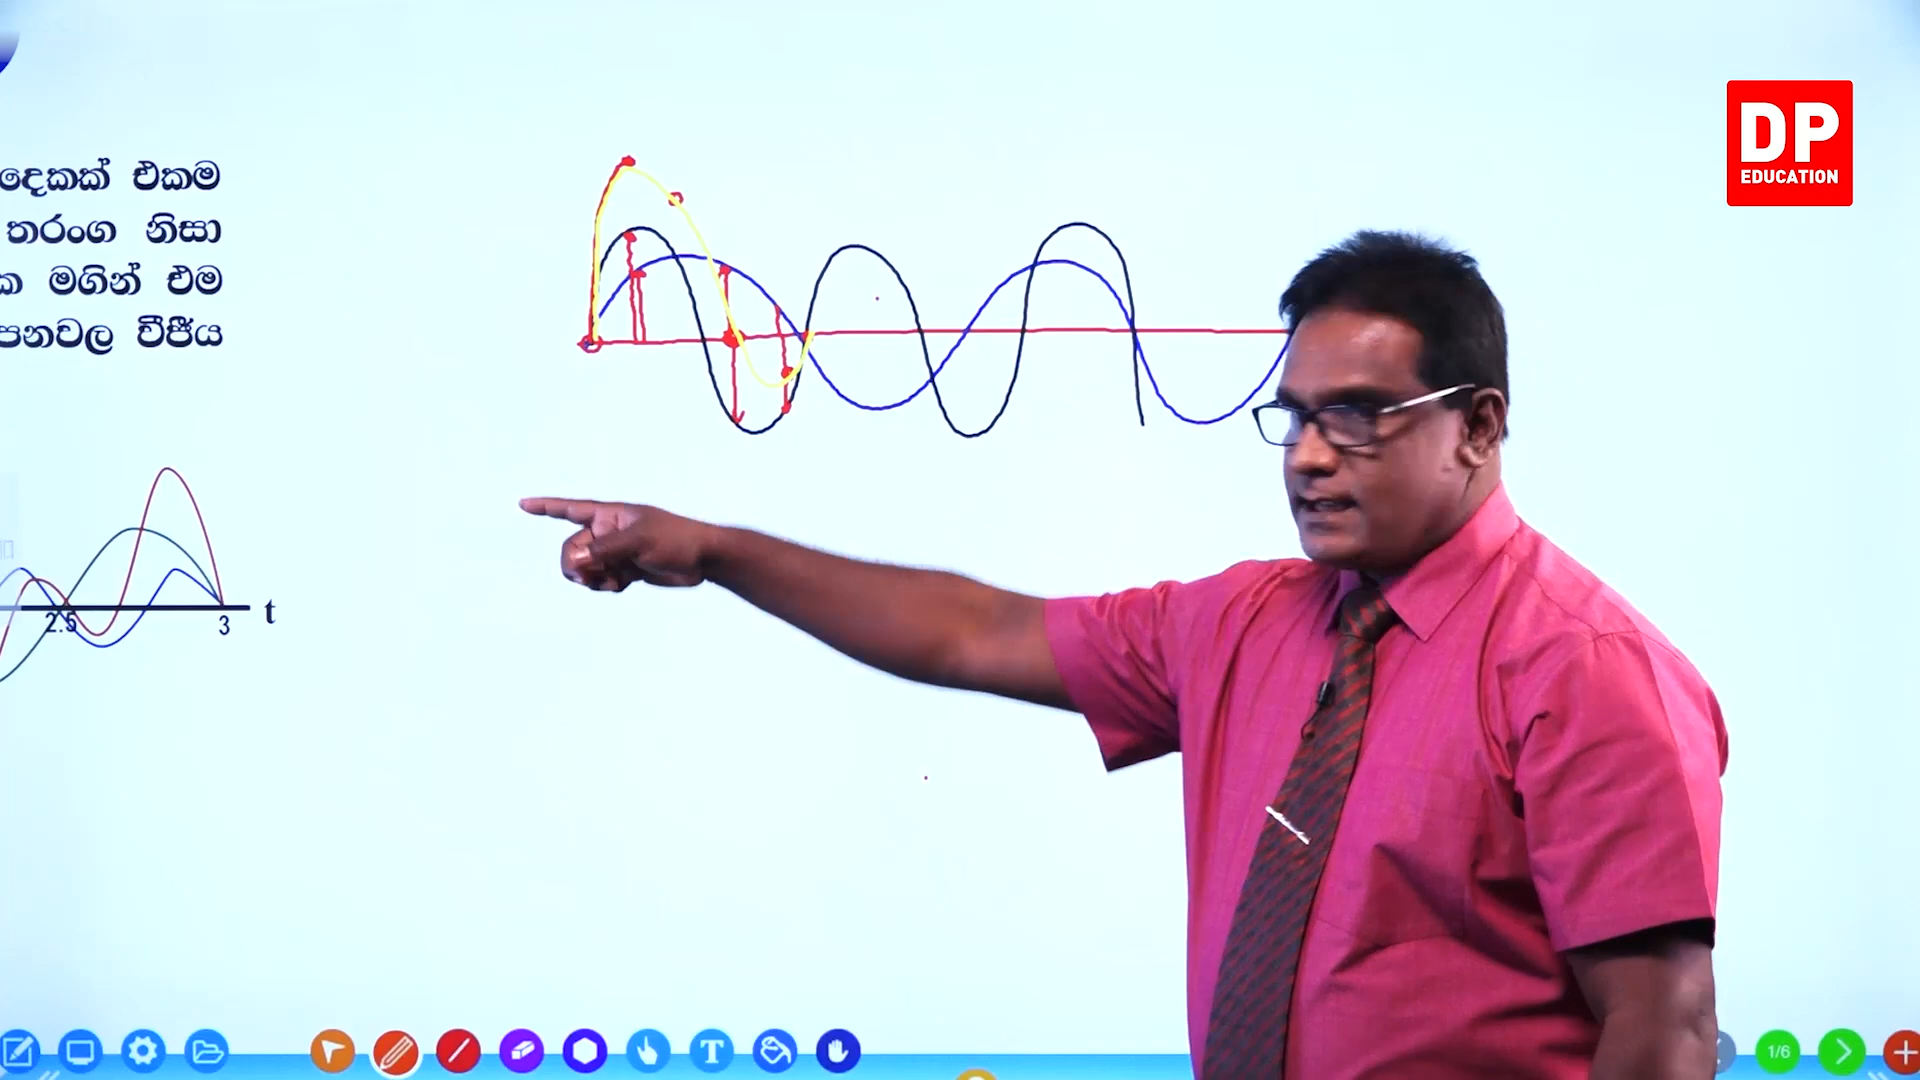 දෙකක් එකම
තරංග නිසා
ක මගින් එම
පනවල වීජීය
DP
EDUCATION
2.5
3
t
T
1/6